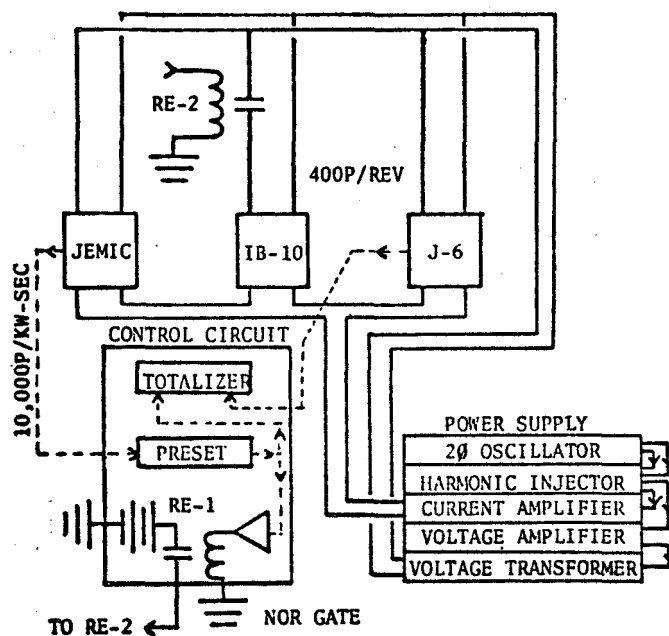 RE-2
400P/REV
JEMIC
IB-10
J-6
10,000P/KW-SEC
CONTROL CIRCUIT
TOTALIZER
PRESET
RE-1
TO RE-2
NOR GATE
POWER SUPPLY
2Ø OSCILLATOR
HARMONIC INJECTOR
CURRENT AMPLIFIER
VOLTAGE AMPLIFIER
VOLTAGE TRANSFORMER